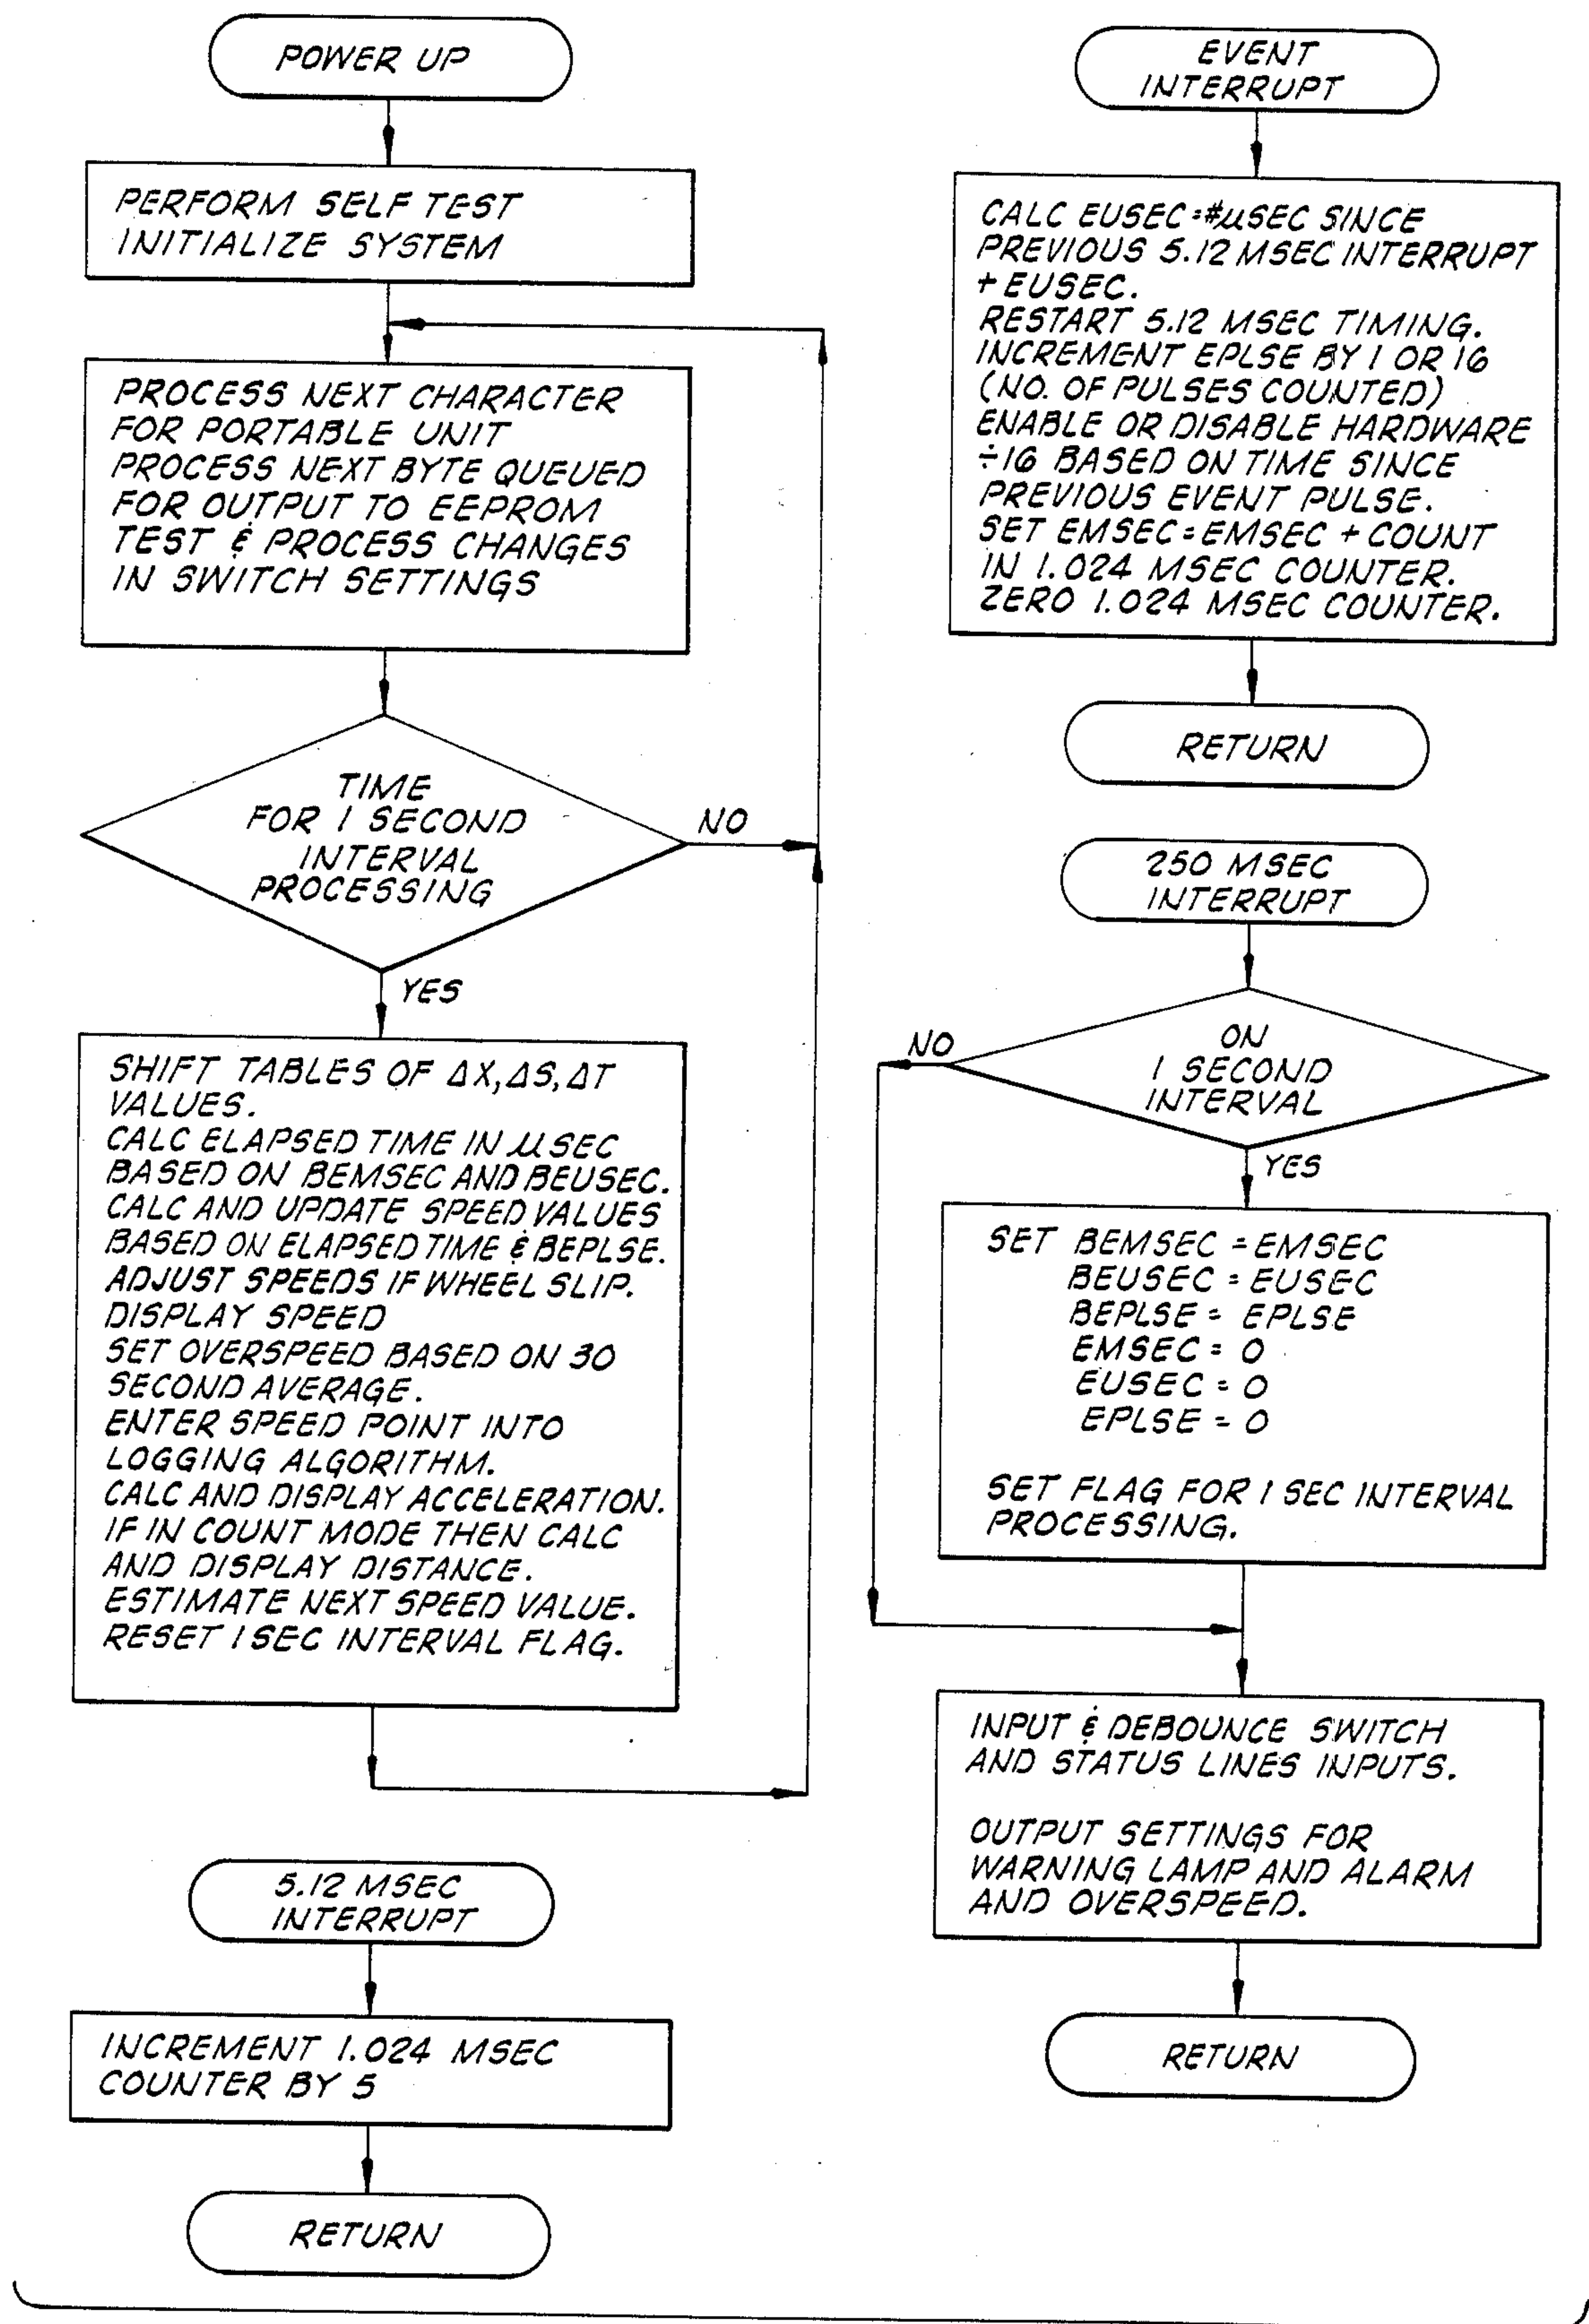 POWER UP
PERFORM SELF TEST
INITIALIZE SYSTEM
PROCESS NEXT CHARACTER
FOR PORTABLE UNIT
PROCESS NEXT BYTE QUEUED
FOR OUTPUT TO EEPROM
TEST & PROCESS CHANGES
IN SWITCH SETTINGS
TIME
FOR 1 SECOND
INTERVAL
PROCESSING
NO
YES
SHIFT TABLES OF ΔX, ΔS, ΔT
VALUES.
CALC ELAPSED TIME IN µSEC
BASED ON BEMSEC AND BEUSEC.
CALC AND UPDATE SPEED VALUES
BASED ON ELAPSED TIME & BEPLSE.
ADJUST SPEEDS IF WHEEL SLIP.
DISPLAY SPEED
SET OVERSPEED BASED ON 30
SECOND AVERAGE.
ENTER SPEED POINT INTO
LOGGING ALGORITHM.
CALC AND DISPLAY ACCELERATION.
IF IN COUNT MODE THEN CALC
AND DISPLAY DISTANCE.
ESTIMATE NEXT SPEED VALUE.
RESET 1 SEC INTERVAL FLAG.
5.12 MSEC
INTERRUPT
INCREMENT 1.024 MSEC
COUNTER BY 5
RETURN
EVENT
INTERRUPT
CALC EUSEC=#µSEC SINCE
PREVIOUS 5.12 MSEC INTERRUPT
+ EUSEC.
RESTART 5.12 MSEC TIMING.
INCREMENT EPLSE BY 1 OR 16
(NO. OF PULSES COUNTED)
ENABLE OR DISABLE HARDWARE
÷16 BASED ON TIME SINCE
PREVIOUS EVENT PULSE.
SET EMSEC=EMSEC + COUNT
IN 1.024 MSEC COUNTER.
ZERO 1.024 MSEC COUNTER.
RETURN
250 MSEC
INTERRUPT
ON
1 SECOND
INTERVAL
NO
YES
SET BEMSEC = EMSEC
BEUSEC = EUSEC
BEPLSE = EPLSE
EMSEC = 0
EUSEC = 0
EPLSE = 0
SET FLAG FOR 1 SEC INTERVAL
PROCESSING.
INPUT & DEBOUNCE SWITCH
AND STATUS LINES INPUTS.
OUTPUT SETTINGS FOR
WARNING LAMP AND ALARM
AND OVERSPEED.
RETURN